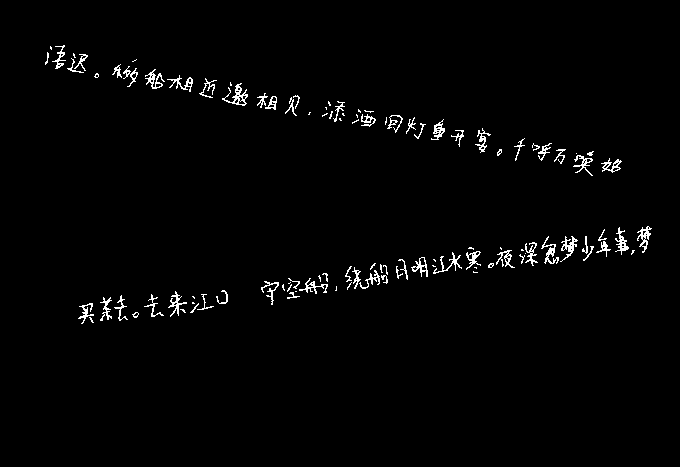 语迟。移船相近邀相见,添酒回灯重开宴。千呼万唤始
买茶去。去来江口 守空船,绕船月明江水寒。夜深忽梦少年事,梦